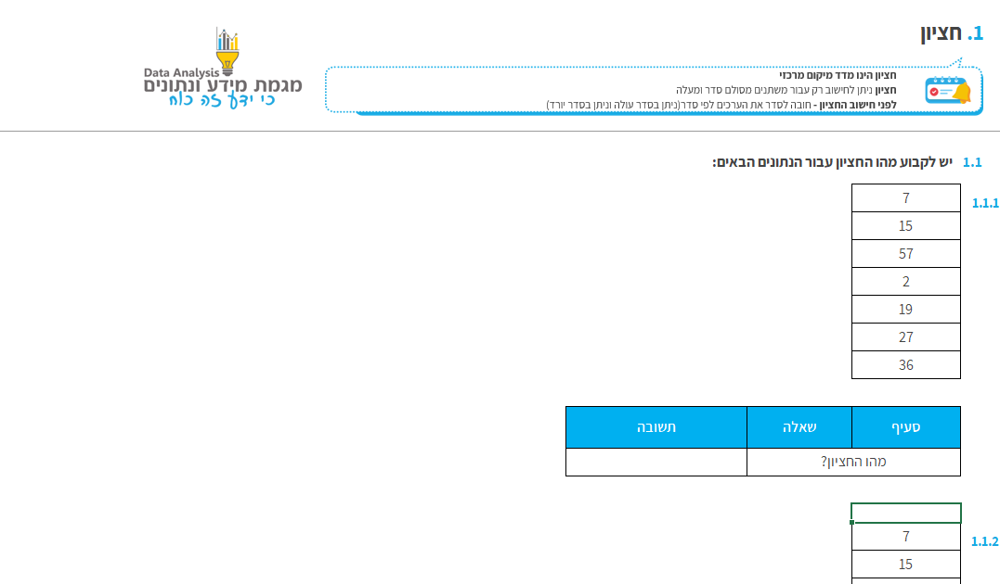 1. חציון
חציון הינו מדד מיקום מרכזי
חציון ניתן לחישוב רק עבור משתנים מסולם סדר ומעלה
לפני חישוב החציון - חובה לסדר את הערכים לפי סדר(ניתן בסדר עולה וניתן בסדר יורד)
Data Analysis
מגמת מידע ונתונים
כי ידע זה כוח
1.1 יש לקבוע מהו החציון עבור הנתונים הבאים:
1.1.1
7
15
57
2
19
27
36
סעיף שאלה תשובה
מהו החציון?
1.1.2
7
15